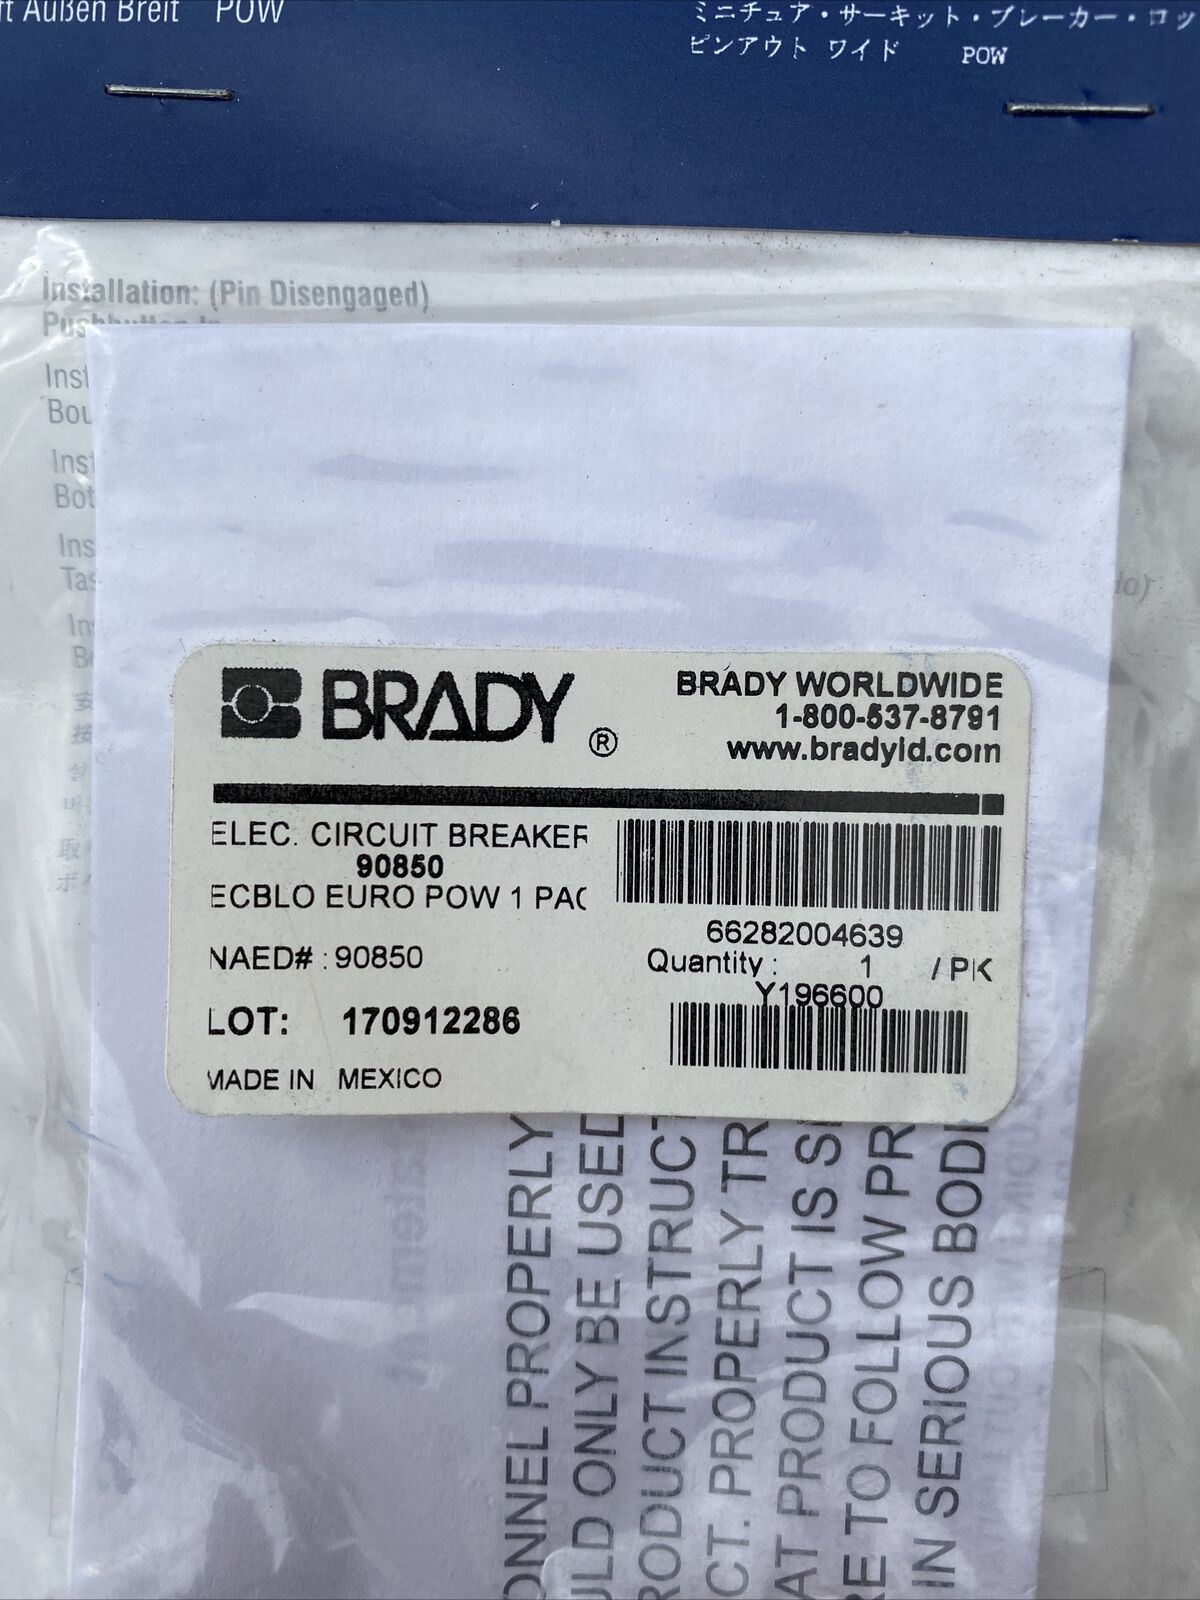 Außen Breit POW
ミニチュア・サーキット・ブレーカー・ロッ
ピンアウト ワイド POW
Installation: (Pin Disengaged)
BRADY ®
BRADY WORLDWIDE
1-800-537-8791
www.bradyid.com
ELEC. CIRCUIT BREAKER
90850
ECBLO EURO POW 1 PAC
66282004639
NAED# : 90850
Quantity : 1 / PK
Y196600
LOT: 170912286
MADE IN MEXICO
ONNEL PROPERLY
ULD ONLY BE USED
RODUCT INSTRUCT
CT. PROPERLY TR
AT PRODUCT IS
RE TO FOLLOW PR
IN SERIOUS BODI